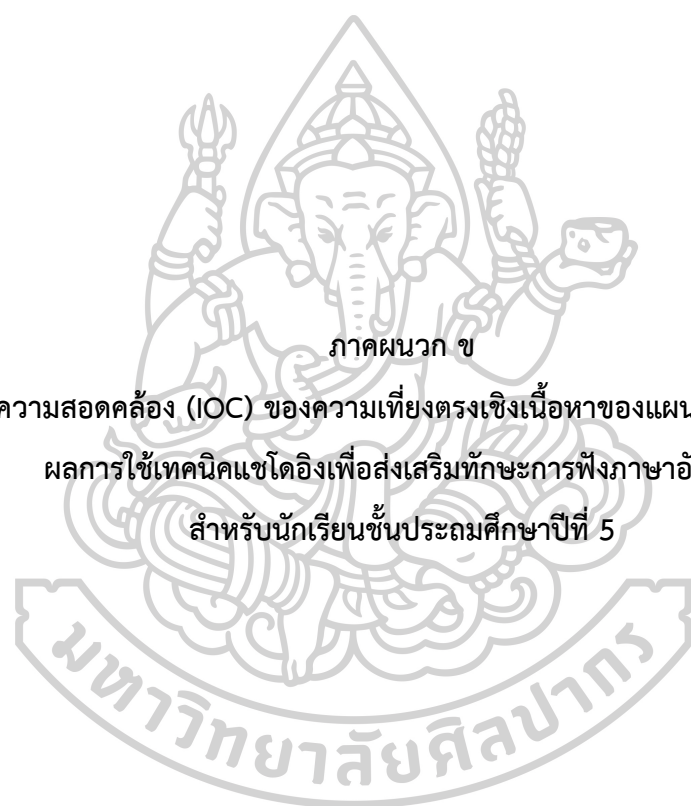 ภาคผนวก ข
ความสอดคล้อง (IOC) ของความเที่ยงตรงเชิงเนื้อหาของแผน
ผลการใช้เทคนิคแชโดอิงเพื่อส่งเสริมทักษะการฟังภาษาอั
สำหรับนักเรียนชั้นประถมศึกษาปีที่ 5
มหาวิทยาลัยศิลปากร